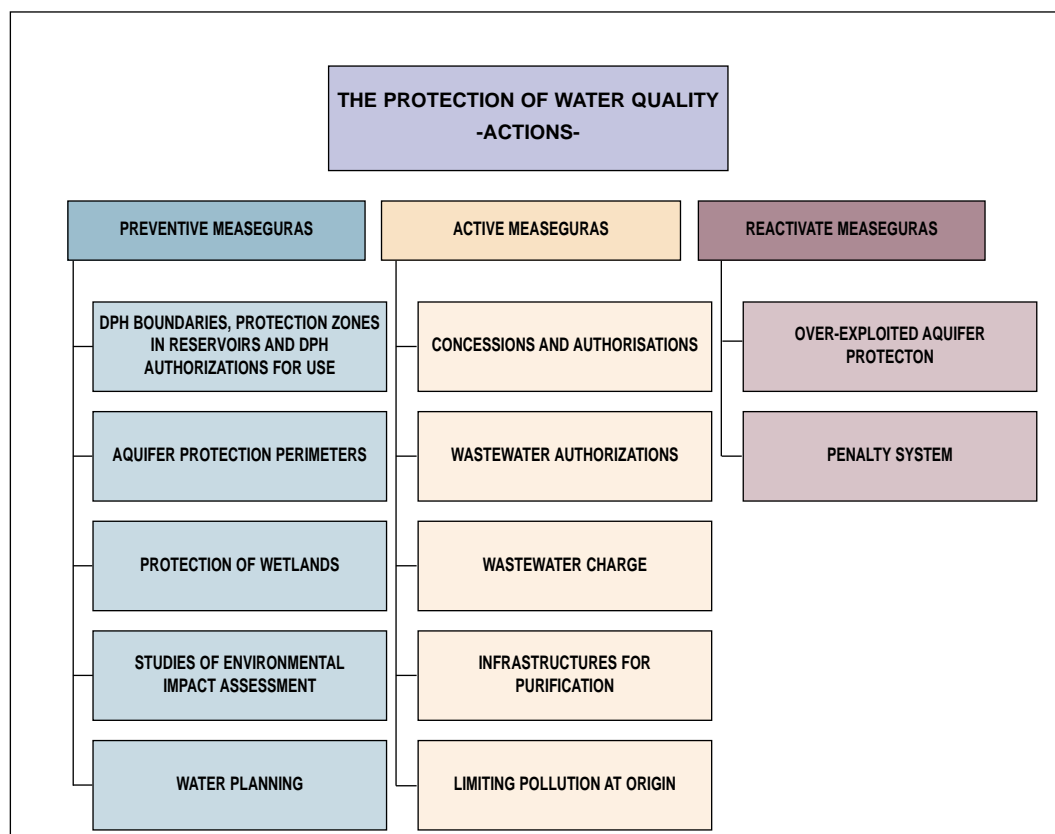 THE PROTECTION OF WATER QUALITY
-ACTIONS-
PREVENTIVE MEASEGURAS
DPH BOUNDARIES, PROTECTION ZONES
IN RESERVOIRS AND DPH
AUTHORIZATIONS FOR USE
AQUIFER PROTECTION PERIMETERS
PROTECTION OF WETLANDS
STUDIES OF ENVIRONMENTAL
IMPACT ASSESSMENT
WATER PLANNING
ACTIVE MEASEGURAS
CONCESSIONS AND AUTHORISATIONS
WASTEWATER AUTHORIZATIONS
WASTEWATER CHARGE
INFRASTRUCTURES FOR
PURIFICATION
LIMITING POLLUTION AT ORIGIN
REACTIVATE MEASEGURAS
OVER-EXPLOITED AQUIFER
PROTECTON
PENALTY SYSTEM